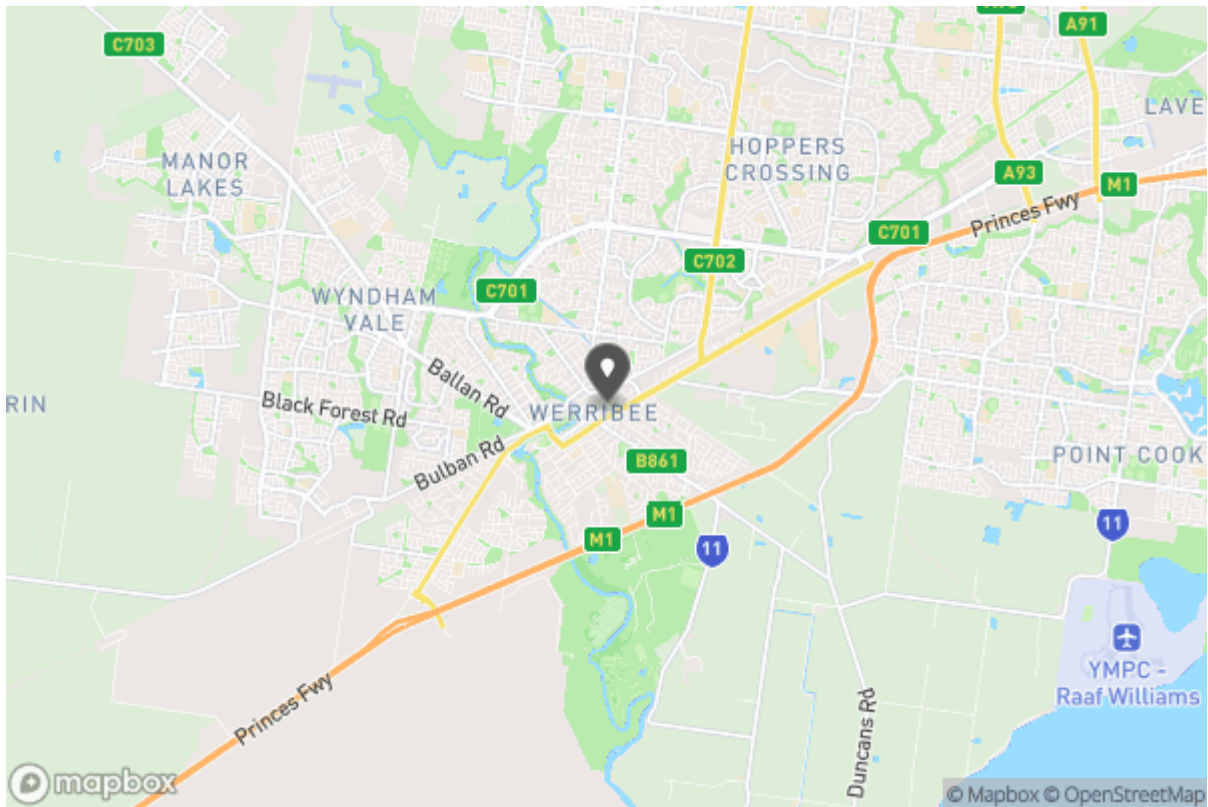 C703
A91
LAVE
MANOR
LAKES
HOPPERS
CROSSING
A93
M1
Princes Fwy
C701
C702
C701
WYNDHAM
VALE
Ballan Rd
Black Forest Rd
WERRIBEE
RIN
Bulban Rd
B861
POINT COOK
M1
11
M1
11
YMPC -
Raaf Williams
Princes Fwy
Duncans Rd
mapbox
© Mapbox © OpenStreetMap